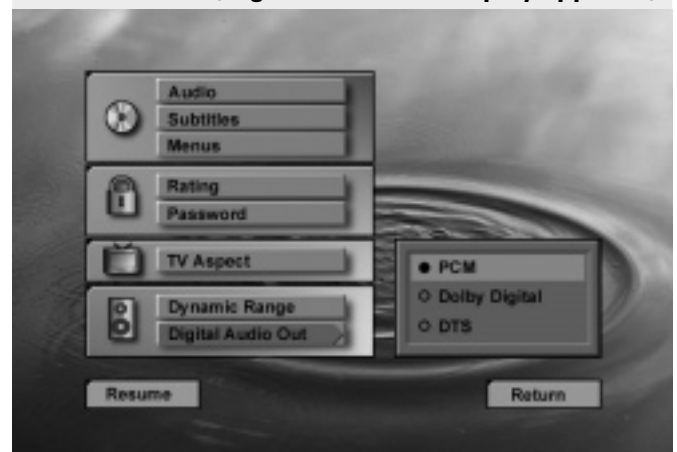 Audio
Subtitles
Menus
Rating
Password
TV Aspect
Dynamic Range
Digital Audio Out
PCM
Dolby Digital
DTS
Resume
Return